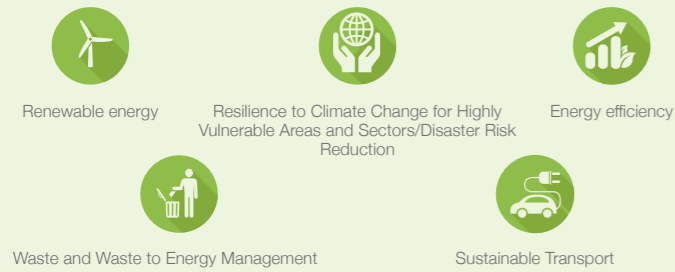 Renewable energy
Resilience to Climate Change for Highly
Vulnerable Areas and Sectors/Disaster Risk
Reduction
Energy efficiency
Waste and Waste to Energy Management
Sustainable Transport